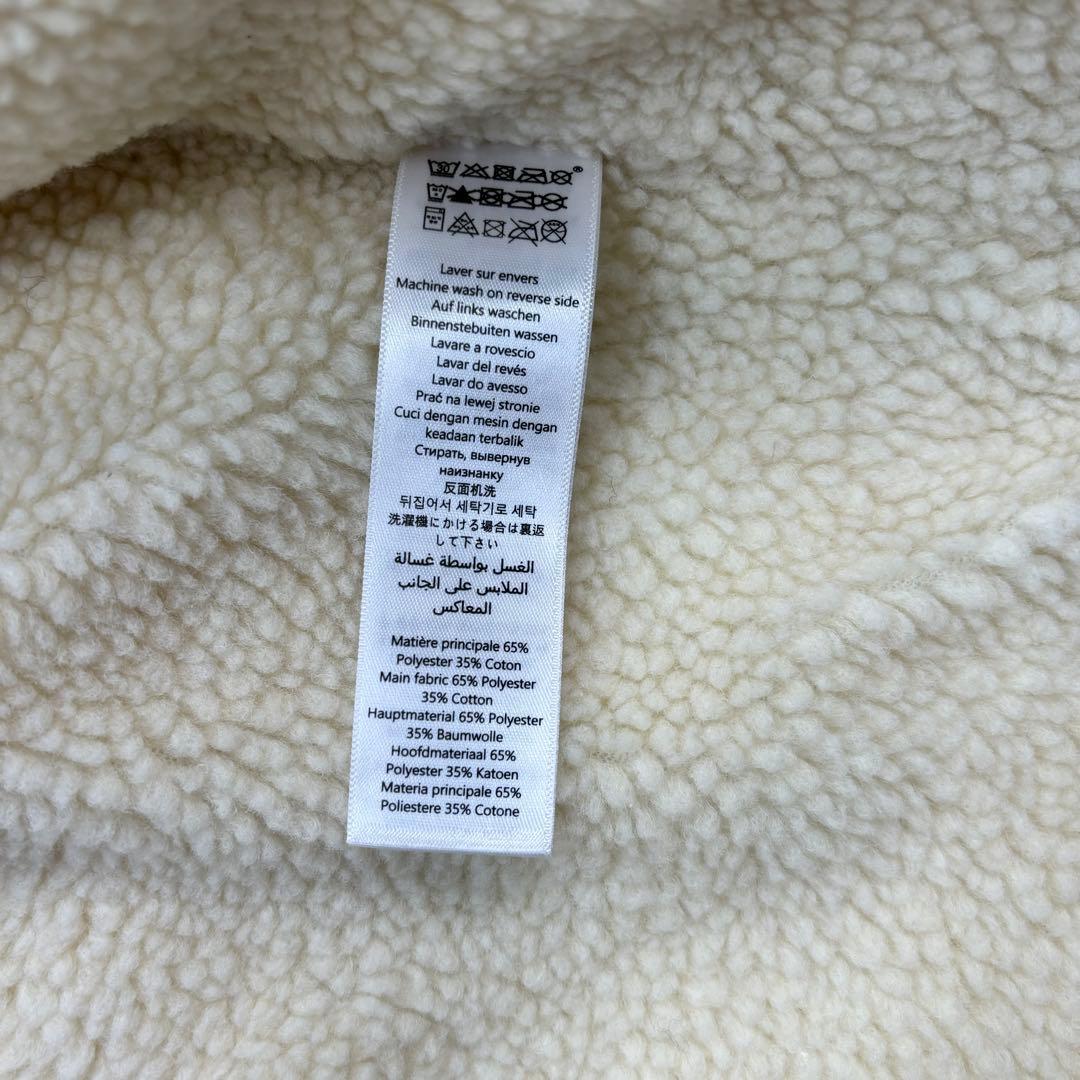 30
®
Laver sur envers
Machine wash on reverse side
Auf links waschen
Binnenstebuiten wassen
Lavare a rovescio
Lavar del revés
Lavar do avesso
Prać na lewej stronie
Cuci dengan mesin dengan
keadaan terbalik
Стирать, вывернув
наизнанку
反面机洗
뒤집어서 세탁기로 세탁
洗濯機にかける場合は裏返
して下さい
الغسل بواسطة غسالة
الملابس على الجانب
المعاكس
Matière principale 65%
Polyester 35% Coton
Main fabric 65% Polyester
35% Cotton
Hauptmaterial 65% Polyester
35% Baumwolle
Hoofdmateriaal 65%
Polyester 35% Katoen
Materia principale 65%
Poliestere 35% Cotone